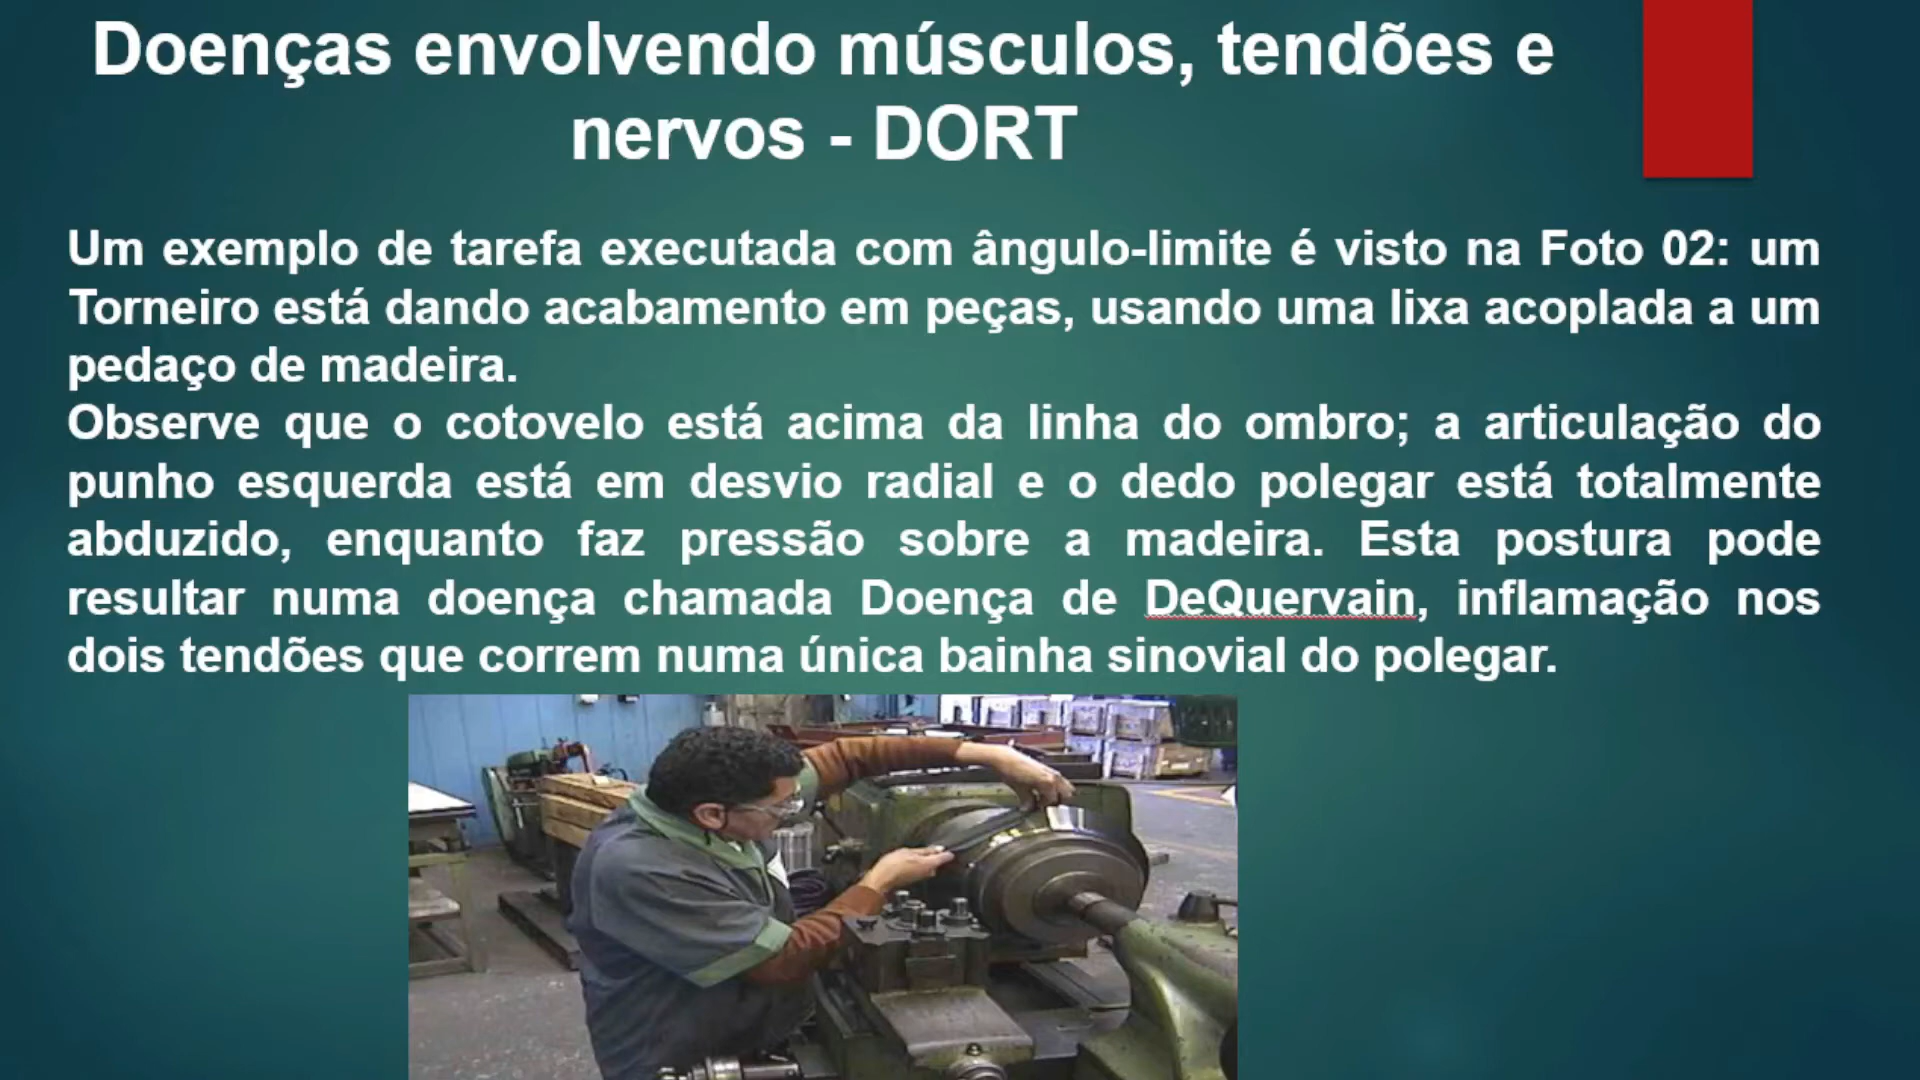 Doenças envolvendo músculos, tendões e
nervos - DORT
Um exemplo de tarefa executada com ângulo-limite é visto na Foto 02: um
Torneiro está dando acabamento em peças, usando uma lixa acoplada a um
pedaço de madeira.
Observe que o cotovelo está acima da linha do ombro; a articulação do
punho esquerda está em desvio radial e o dedo polegar está totalmente
abduzido, enquanto faz pressão sobre a madeira. Esta postura pode
resultar numa doença chamada Doença de DeQuervain, inflamação nos
dois tendões que correm numa única bainha sinovial do polegar.